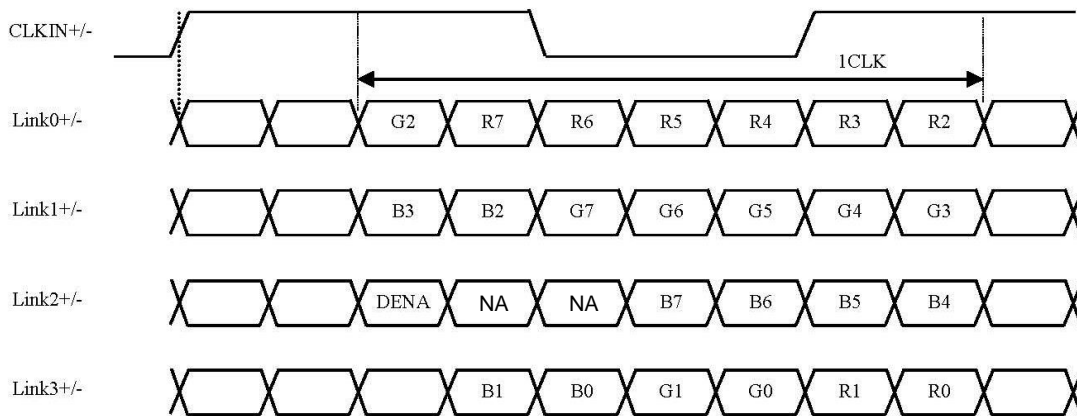 CLKIN+/-
1CLK
Link0+/- G2 R7 R6 R5 R4 R3 R2
Link1+/- B3 B2 G7 G6 G5 G4 G3
Link2+/- DENA NA NA B7 B6 B5 B4
Link3+/- B1 B0 G1 G0 R1 R0